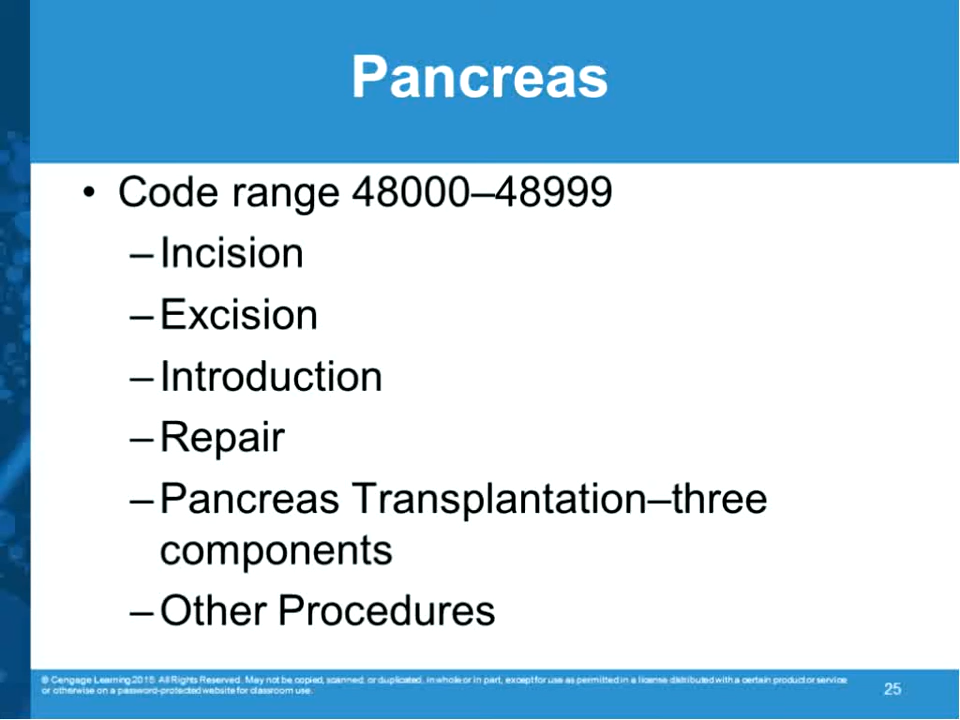 Pancreas
• Code range 48000–48999
–Incision
–Excision
–Introduction
–Repair
–Pancreas Transplantation–three
components
–Other Procedures
© Cengage Learning 2015. All Rights Reserved. May not be copied, scanned, or duplicated, in whole or in part, except for use as permitted in a license distributed with a certain product or service
or otherwise on a password-protected website for classroom use.
25